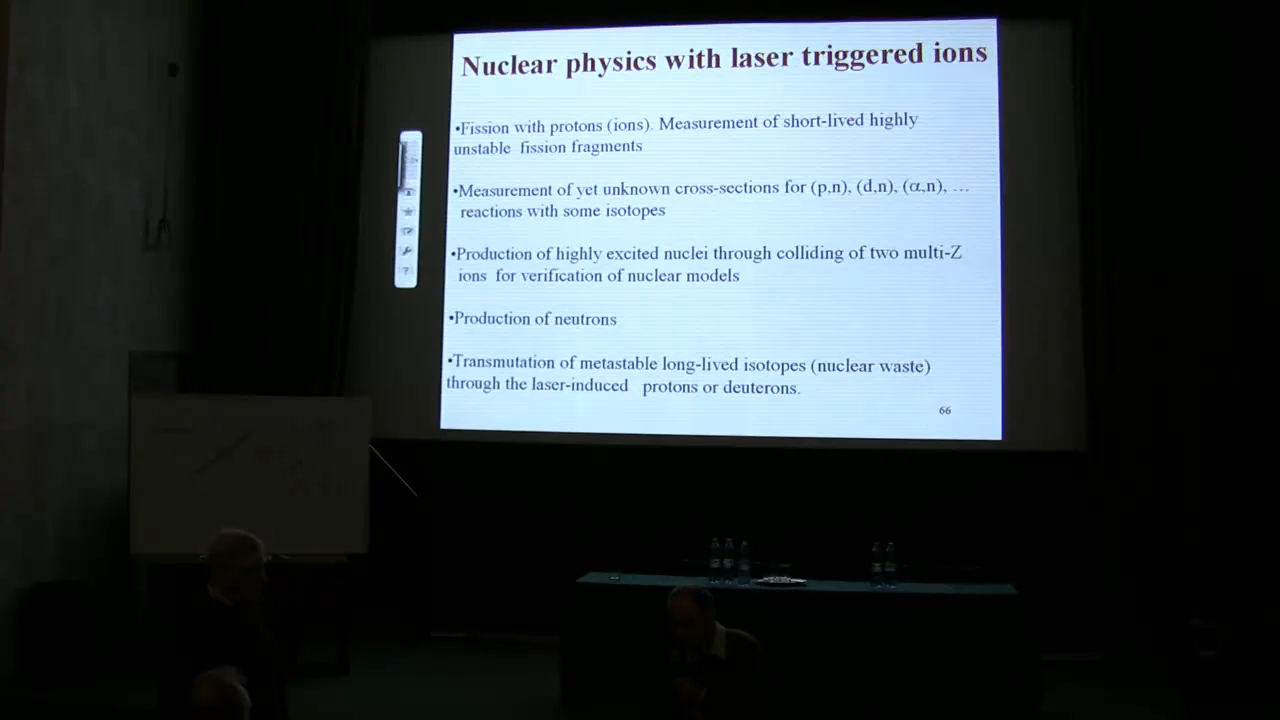 Nuclear physics with laser triggered ions
•Fission with protons (ions). Measurement of short-lived highly
unstable fission fragments
•Measurement of yet unknown cross-sections for (p,n), (d,n), (α,n), …
reactions with some isotopes
•Production of highly excited nuclei through colliding of two multi-Z
ions for verification of nuclear models
•Production of neutrons
•Transmutation of metastable long-lived isotopes (nuclear waste)
through the laser-induced protons or deuterons.
66